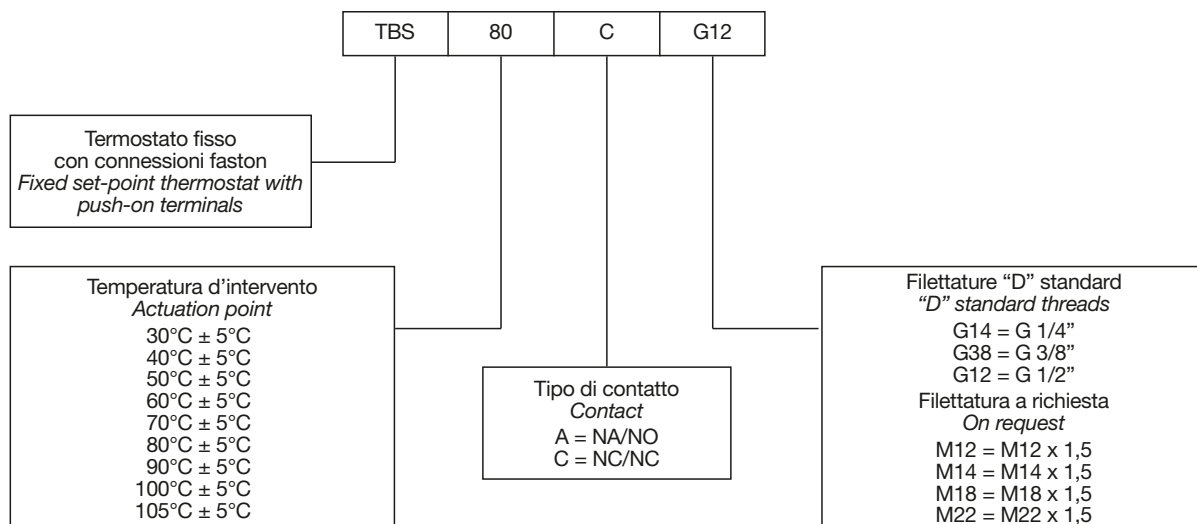 TBS 80 C G12
Termostato fisso
con connessioni faston
Fixed set-point thermostat with
push-on terminals
Temperatura d’intervento
Actuation point
30°C ± 5°C
40°C ± 5°C
50°C ± 5°C
60°C ± 5°C
70°C ± 5°C
80°C ± 5°C
90°C ± 5°C
100°C ± 5°C
105°C ± 5°C
Tipo di contatto
Contact
A = NA/NO
C = NC/NC
Filettature “D” standard
“D” standard threads
G14 = G 1/4”
G38 = G 3/8”
G12 = G 1/2”
Filettatura a richiesta
On request
M12 = M12 x 1,5
M14 = M14 x 1,5
M18 = M18 x 1,5
M22 = M22 x 1,5